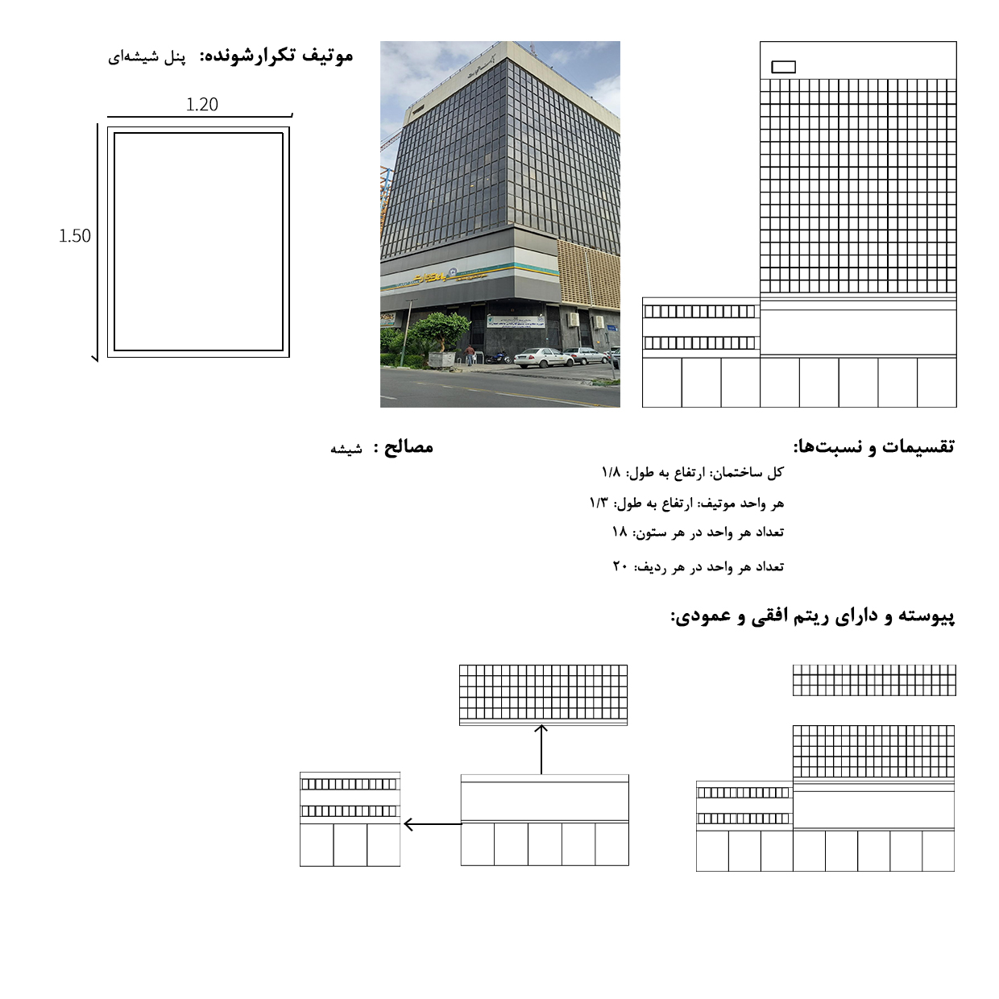 موتیف تکرارشونده: پنل شیشه‌ای
1.20
1.50
تقسیمات و نسبت‌ها:
کل ساختمان: ارتفاع به طول: ۱/۸
هر واحد موتیف: ارتفاع به طول: ۱/۳
تعداد هر واحد در هر ستون: ۱۸
تعداد هر واحد در هر ردیف: ۲۰
مصالح : شیشه
پیوسته و دارای ریتم افقی و عمودی: